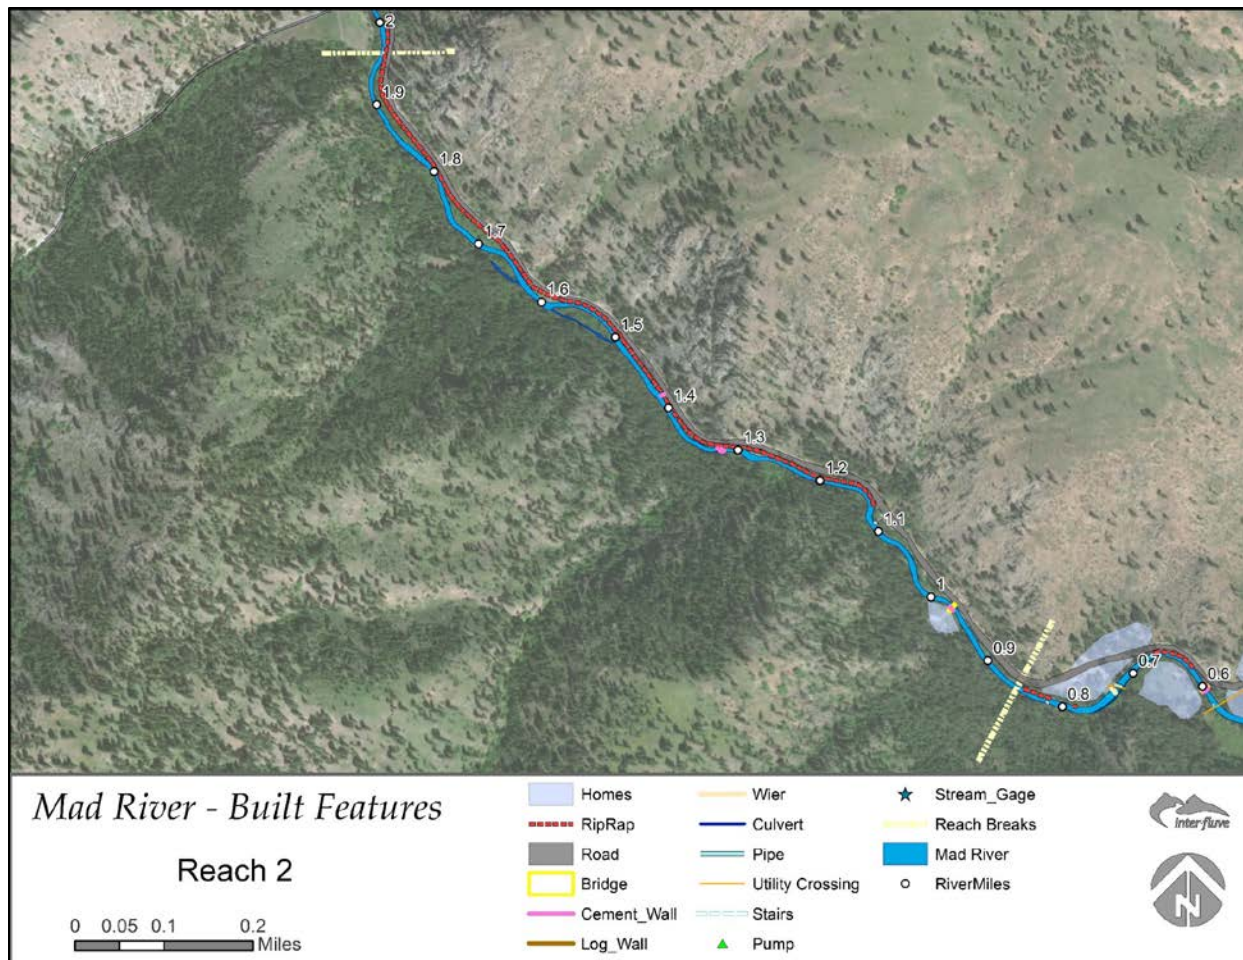 2
1.9
1.8
1.7
1.6
1.5
1.4
1.3
1.2
1.1
1
0.9
0.8
0.7
0.6
Mad River - Built Features
Reach 2
0 0.05 0.1 0.2
Miles
Homes
RipRap
Road
Bridge
Cement_Wall
Log_Wall
Wier
Culvert
Pipe
Utility Crossing
Stairs
Pump
Stream_Gage
Reach Breaks
Mad River
RiverMiles
inter-fluve
N